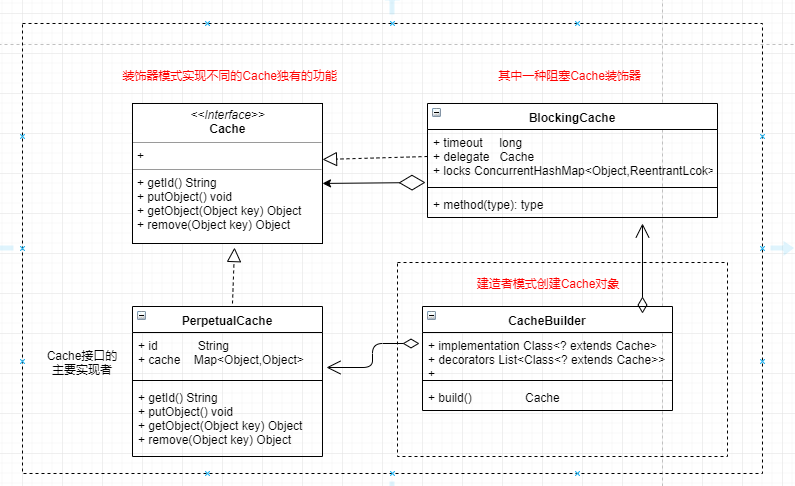 装饰器模式实现不同的Cache独有的功能
其中一种阻塞Cache装饰器
<<Interface>>
Cache
+
+ getId() String
+ putObject() void
+ getObject(Object key) Object
+ remove(Object key) Object
BlockingCache
+ timeout long
+ delegate Cache
+ locks ConcurrentHashMap<Object,ReentrantLcok>
+ method(type): type
Cache接口的
主要实现者
PerpetualCache
+ id String
+ cache Map<Object,Object>
+ getId() String
+ putObject() void
+ getObject(Object key) Object
+ remove(Object key) Object
建造者模式创建Cache对象
CacheBuilder
+ implementation Class<? extends Cache>
+ decorators List<Class<? extends Cache>>
+
+ build() Cache